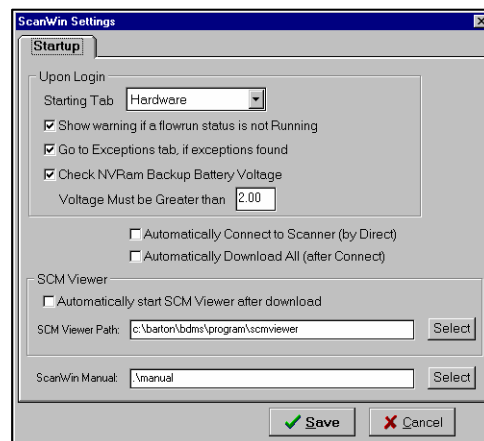 ScanWin Settings
Startup
Upon Login
Starting Tab Hardware
Show warning if a flowrun status is not Running
Go to Exceptions tab, if exceptions found
Check NVRam Backup Battery Voltage
Voltage Must be Greater than 2.00
Automatically Connect to Scanner (by Direct)
Automatically Download All (after Connect)
SCM Viewer
Automatically start SCM Viewer after download
SCM Viewer Path: c:\barton\bdms\program\scmviewer Select
ScanWin Manual: .\manual Select
Save Cancel